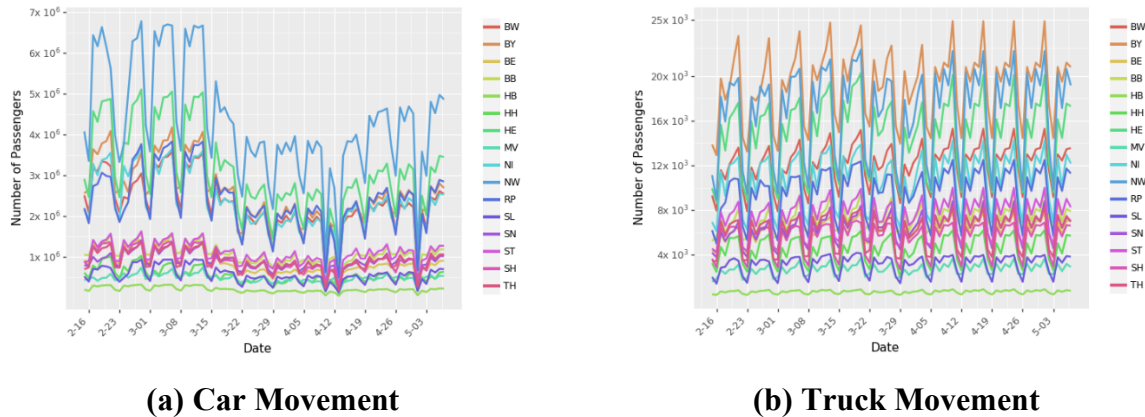 7x 10⁶
6x 10⁶
5x 10⁶
4x 10⁶
3x 10⁶
2x 10⁶
1x 10⁶
Number of Passengers
2-16
2-23
3-01
3-08
3-15
3-22
3-29
4-05
4-12
4-19
4-26
5-03
Date
BW
BY
BE
BB
HB
HH
HE
MV
NI
NW
RP
SL
SN
ST
SH
TH
(a) Car Movement
25x 10³
20x 10³
16x 10³
12x 10³
8x 10³
4x 10³
Number of Passengers
2-16
2-23
3-01
3-08
3-15
3-22
3-29
4-05
4-12
4-19
4-26
5-03
Date
BW
BY
BE
BB
HB
HH
HE
MV
NI
NW
RP
SL
SN
ST
SH
TH
(b) Truck Movement